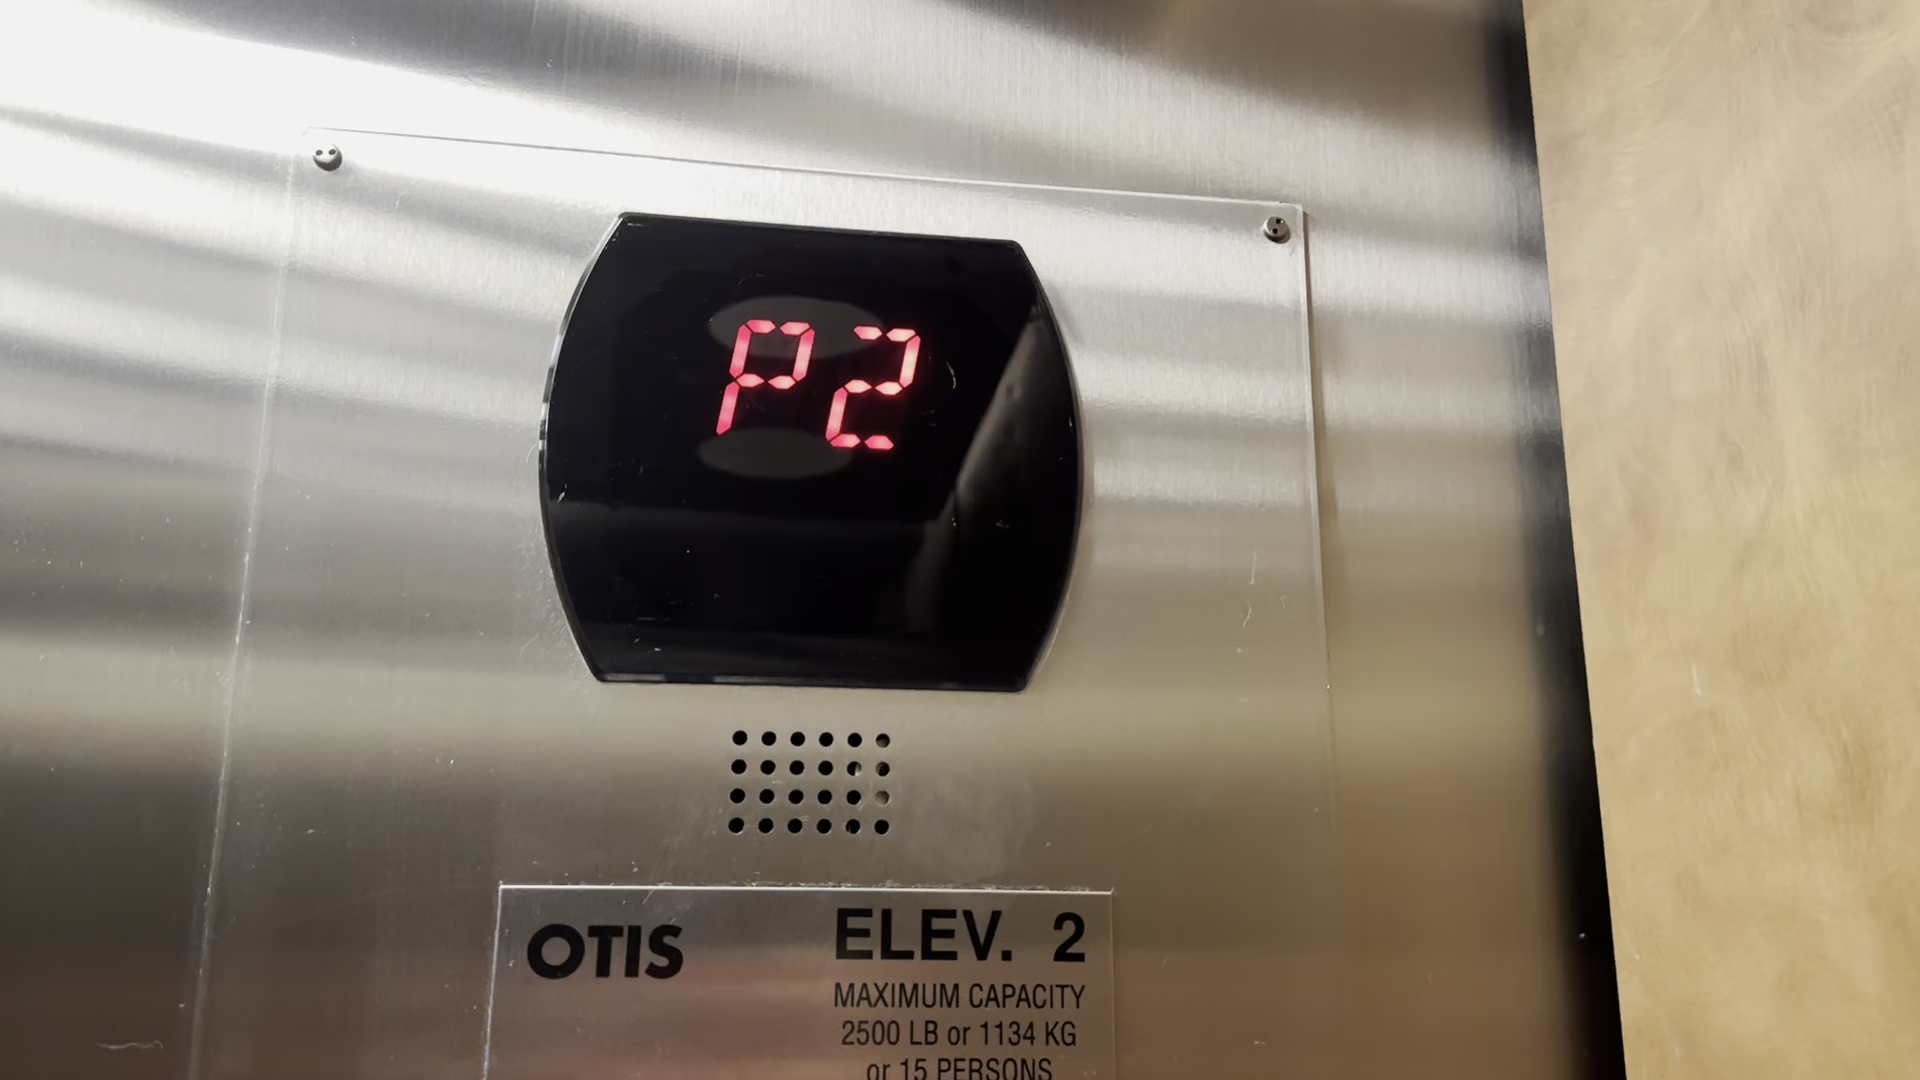 P2
OTIS
ELEV. 2
MAXIMUM CAPACITY
2500 LB or 1134 KG
or 15 PERSONS